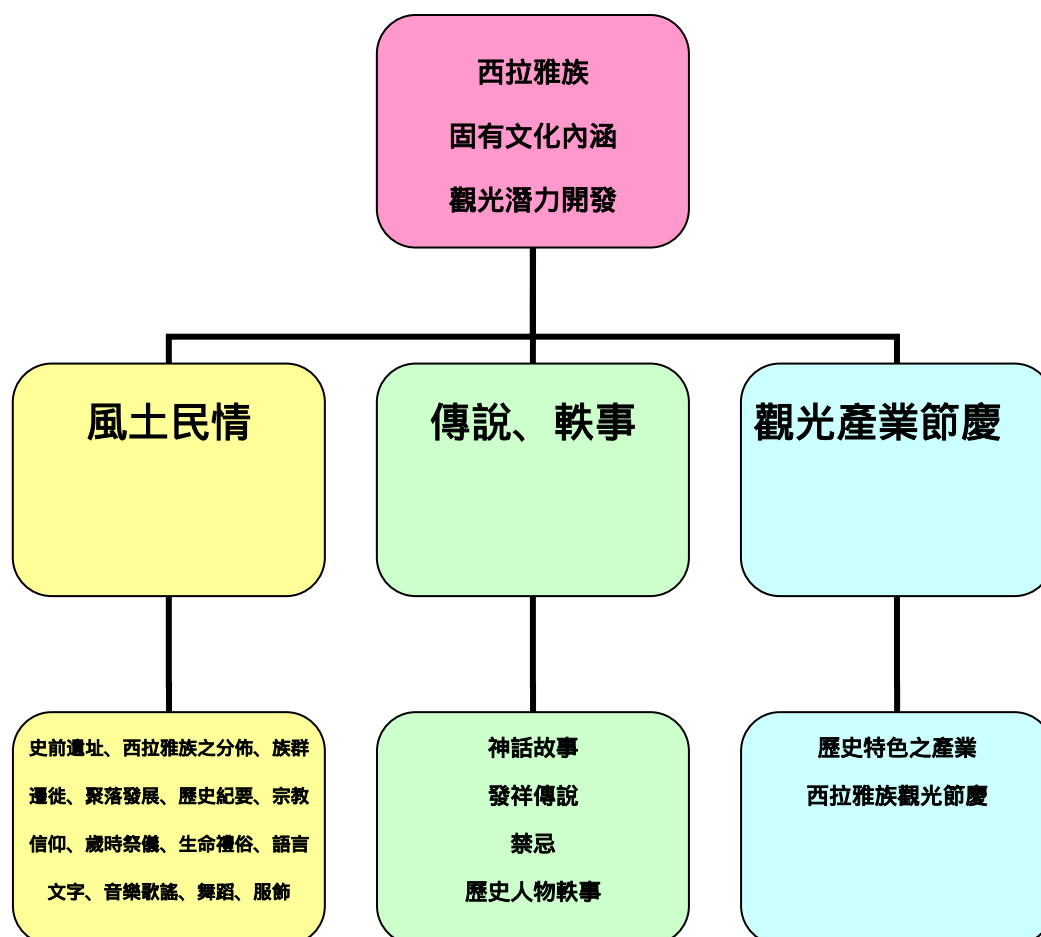 西拉雅族
固有文化內涵
觀光潛力開發
風土民情
傳說、軼事
觀光產業節慶
史前遺址、西拉雅族之分佈、族群
遷徙、聚落發展、歷史紀要、宗教
信仰、歲時祭儀、生命禮俗、語言
文字、音樂歌謠、舞蹈、服飾
神話故事
發祥傳說
禁忌
歷史人物軼事
歷史特色之產業
西拉雅族觀光節慶